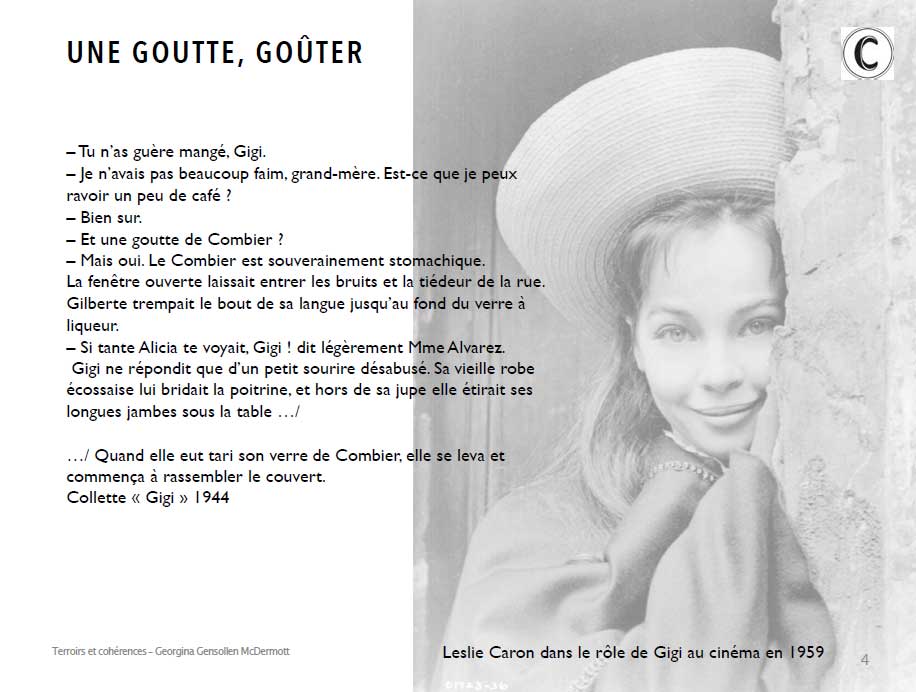 UNE GOUTTE, GOÛTER
C
– Tu n'as guère mangé, Gigi.
– Je n'avais pas beaucoup faim, grand-mère. Est-ce que je peux
ravoir un peu de café ?
– Bien sur.
– Et une goutte de Combier ?
– Mais oui. Le Combier est souverainement stomachique.
La fenêtre ouverte laissait entrer les bruits et la tiédeur de la rue.
Gilberte trempait le bout de sa langue jusqu'au fond du verre à
liqueur.
– Si tante Alicia te voyait, Gigi ! dit légèrement Mme Alvarez.
Gigi ne répondit que d'un petit sourire désabusé. Sa vieille robe
écossaise lui bridait la poitrine, et hors de sa jupe elle étirait ses
longues jambes sous la table …/
…/ Quand elle eut tari son verre de Combier, elle se leva et
commença à rassembler le couvert.
Collette « Gigi » 1944
Terroirs et cohérences – Georgina Gensollen McDermott
Leslie Caron dans le rôle de Gigi au cinéma en 1959
4